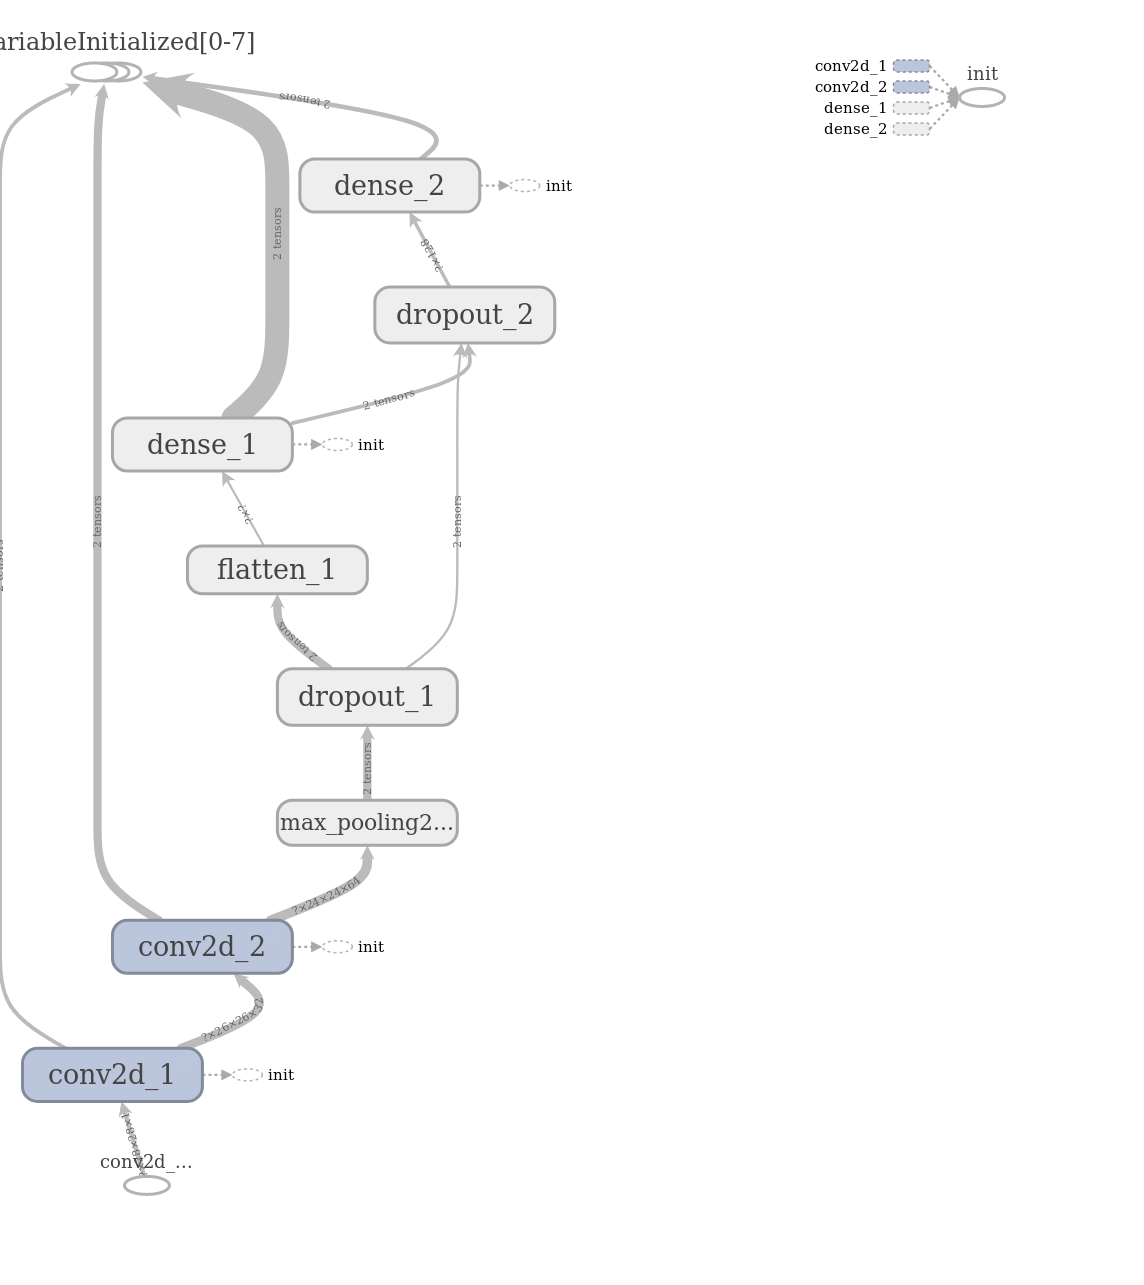 ariableInitialized[0-7]
conv2d_1
conv2d_2
dense_1
dense_2
init
2 tensors
dense_2
init
2 tensors
?×128
dropout_2
2 tensors
dense_1
init
2 tensors
2 tensors
?×?
2 tensors
flatten_1
2 tensors
dropout_1
2 tensors
max_pooling2...
?×24×24×64
conv2d_2
init
?×26×26×32
conv2d_1
init
?×28×28×1
conv2d_...